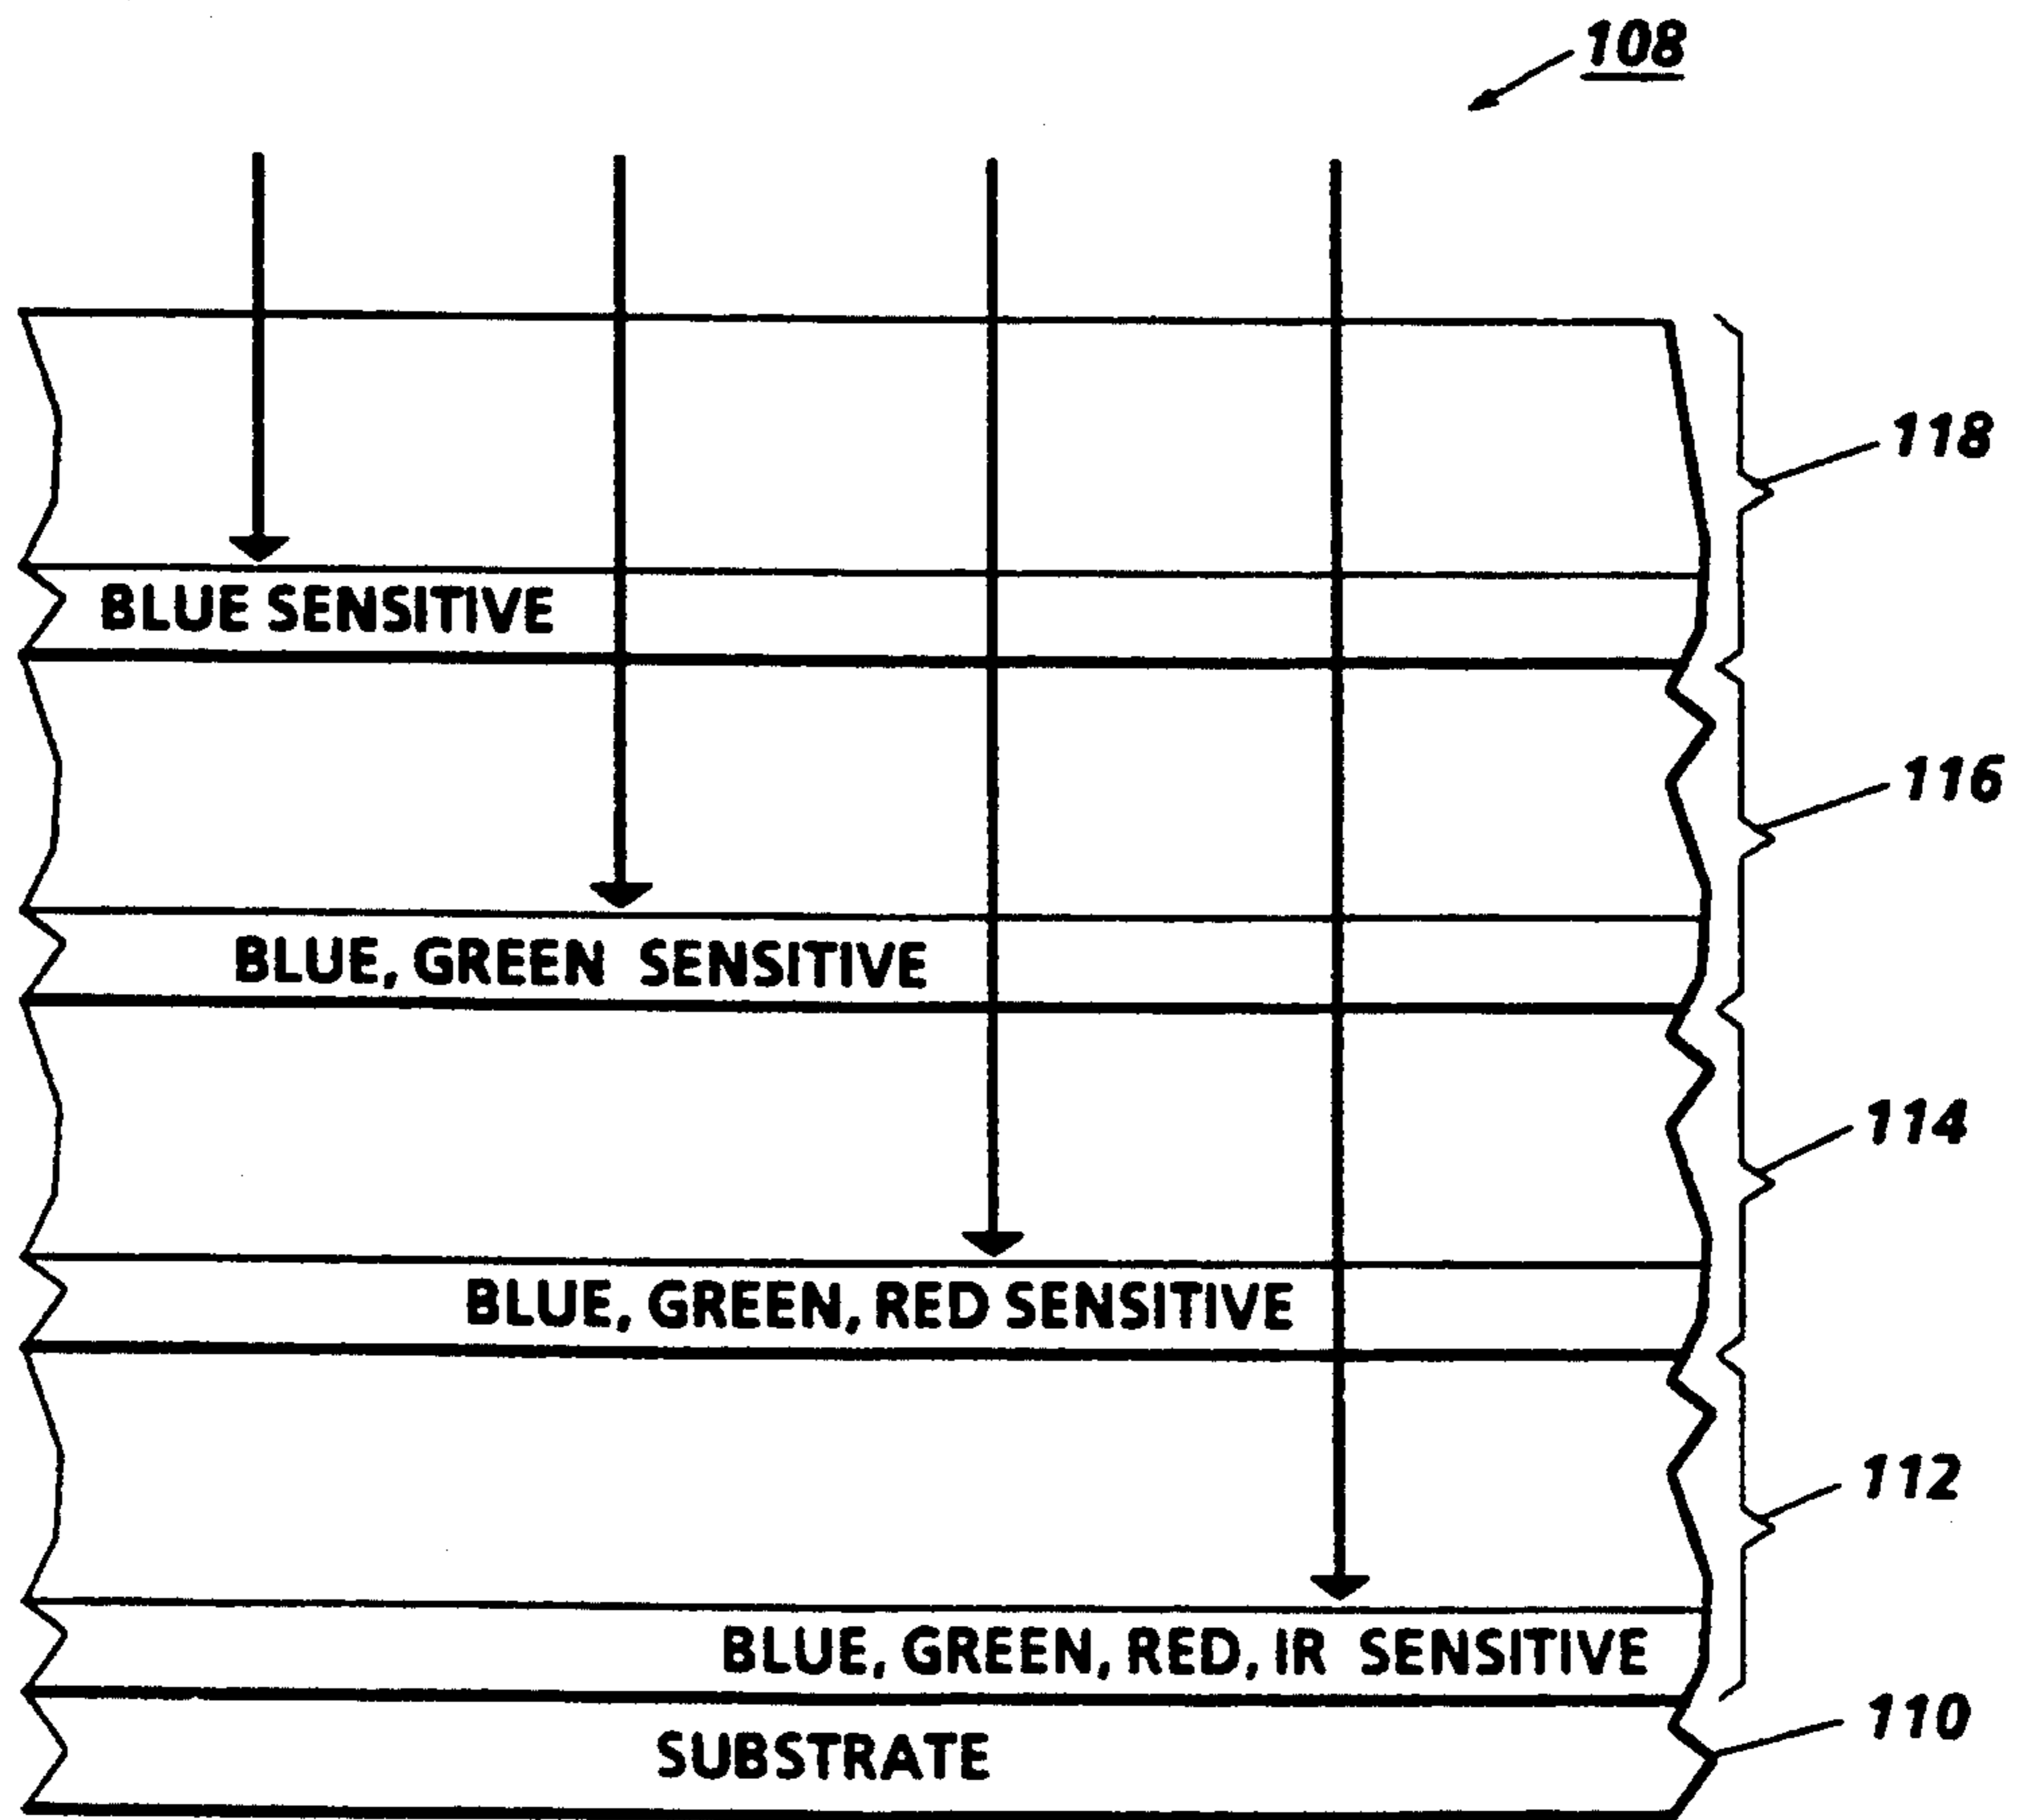 108
118
BLUE SENSITIVE
116
BLUE, GREEN SENSITIVE
114
BLUE, GREEN, RED SENSITIVE
112
BLUE, GREEN, RED, IR SENSITIVE
110
SUBSTRATE